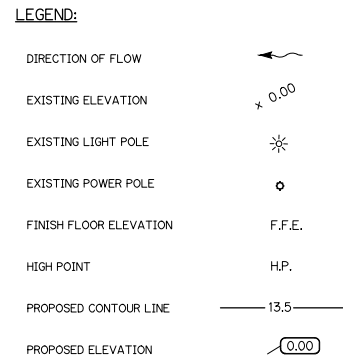 LEGEND:
DIRECTION OF FLOW
EXISTING ELEVATION x 0.00
EXISTING LIGHT POLE
EXISTING POWER POLE
FINISH FLOOR ELEVATION F.F.E.
HIGH POINT H.P.
PROPOSED CONTOUR LINE 13.5
PROPOSED ELEVATION 0.00